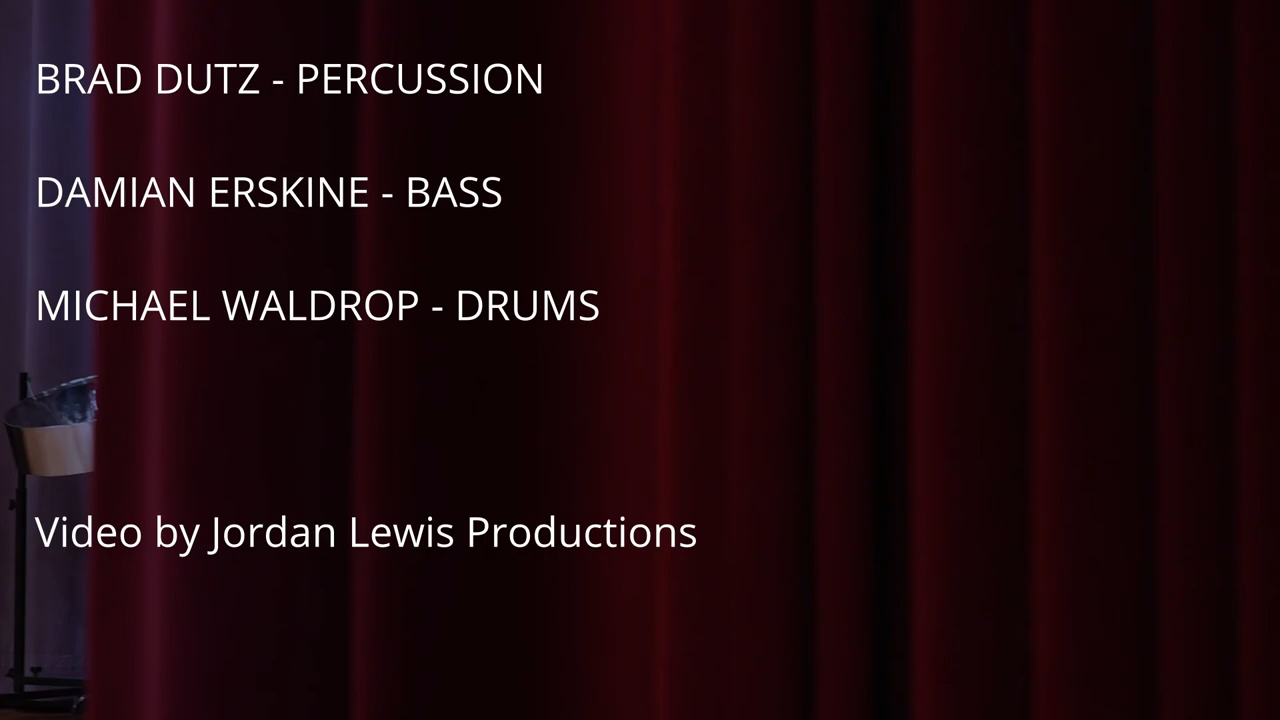 BRAD DUTZ - PERCUSSION
DAMIAN ERSKINE - BASS
MICHAEL WALDROP - DRUMS
Video by Jordan Lewis Productions